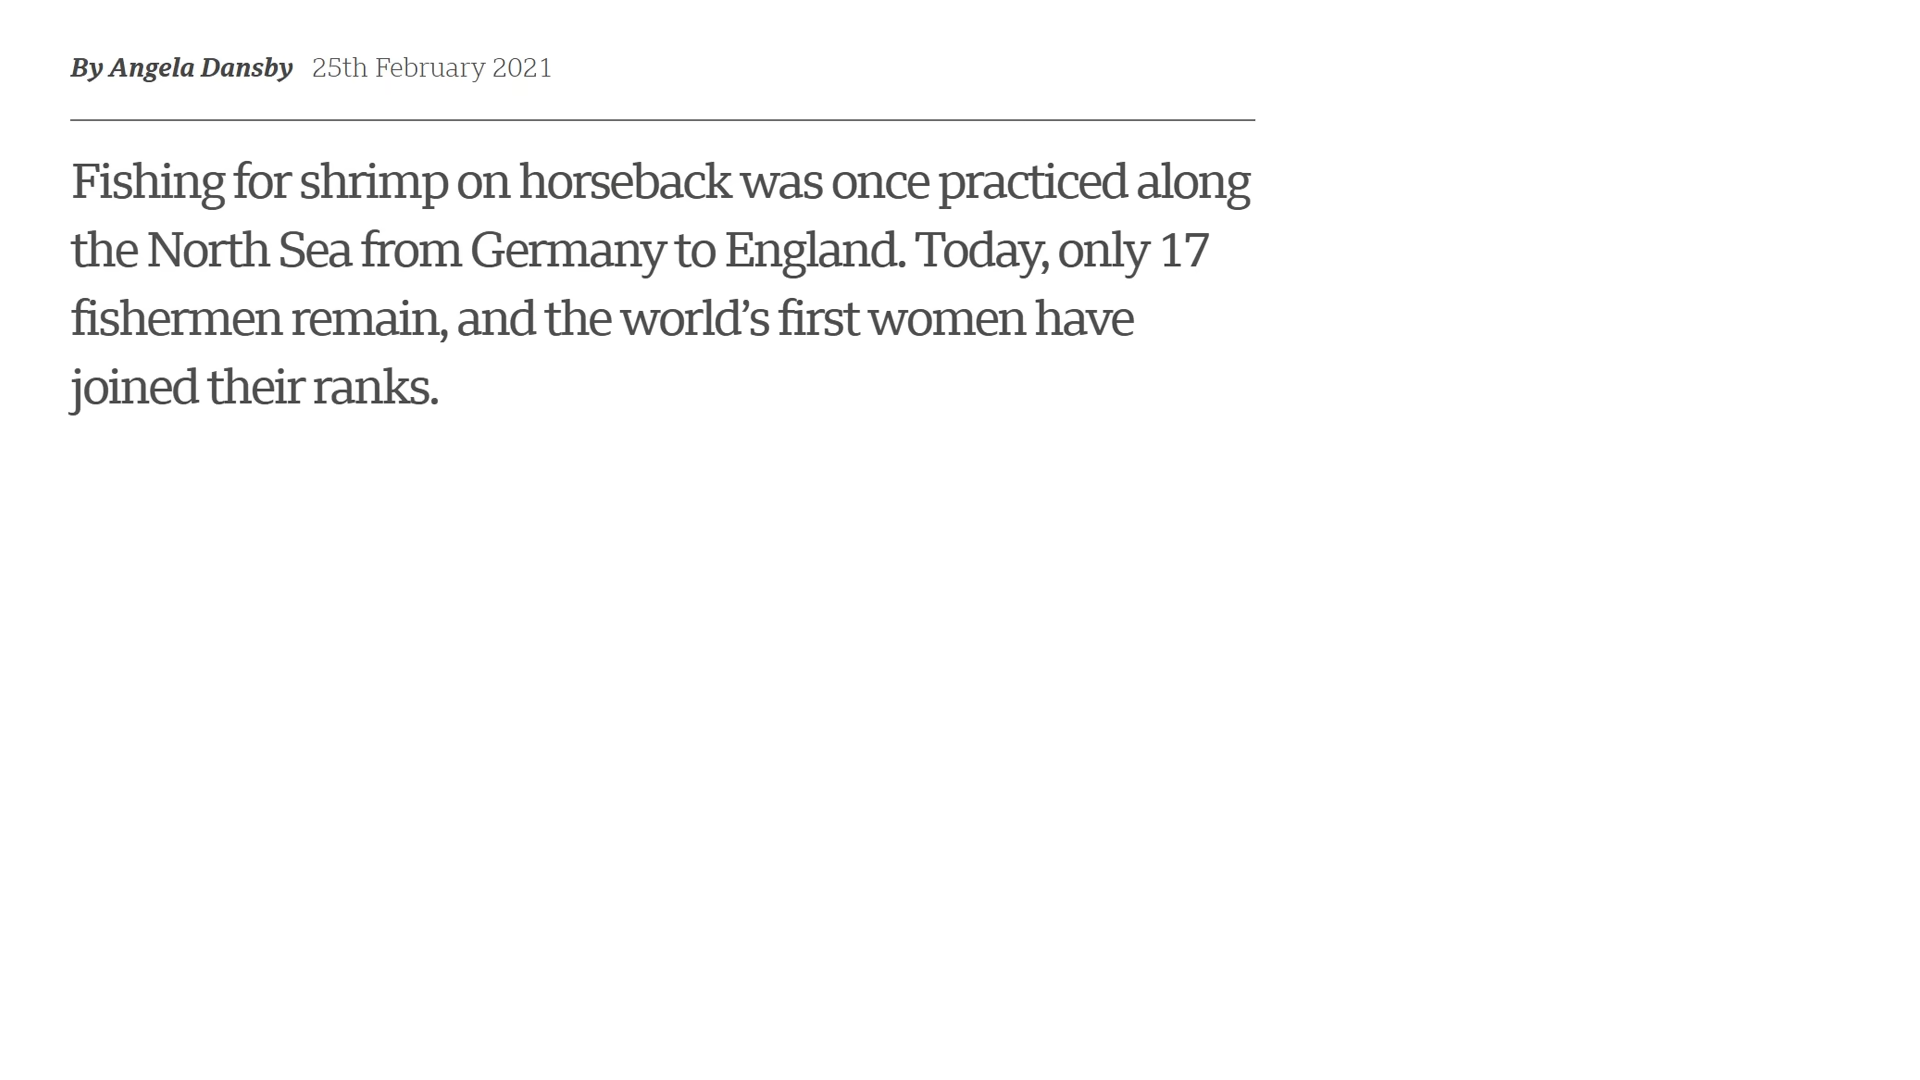 By Angela Dansby 25th February 2021
Fishing for shrimp on horseback was once practiced along
the North Sea from Germany to England. Today, only 17
fishermen remain, and the world’s first women have
joined their ranks.